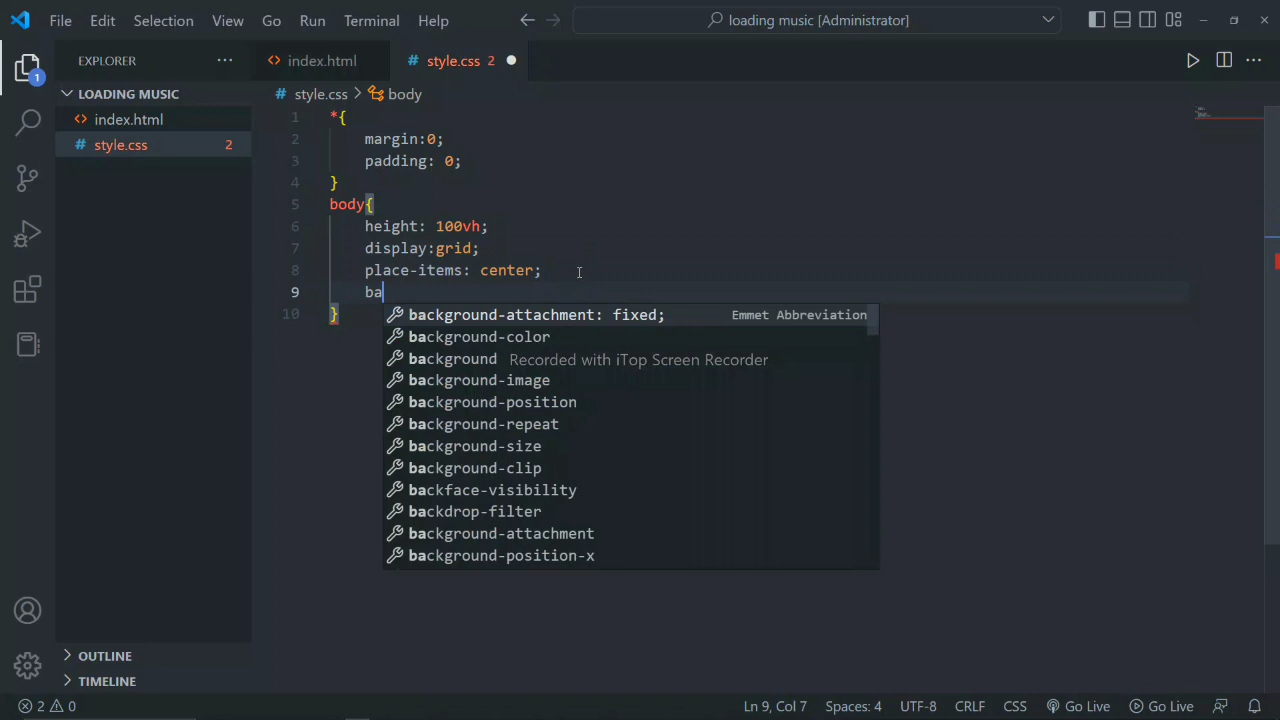 File Edit Selection View Go Run Terminal Help
loading music [Administrator]
EXPLORER
index.html
style.css 2
1
LOADING MUSIC
index.html
style.css 2
style.css > body
1 *{
2 margin:0;
3 padding: 0;
4 }
5 body{
6 height: 100vh;
7 display:grid;
8 place-items: center;
9 ba
10 }
background-attachment: fixed; Emmet Abbreviation
background-color
background
Recorded with iTop Screen Recorder
background-image
background-position
background-repeat
background-size
background-clip
backface-visibility
backdrop-filter
background-attachment
background-position-x
OUTLINE
TIMELINE
2 0 Ln 9, Col 7 Spaces: 4 UTF-8 CRLF CSS Go Live Go Live